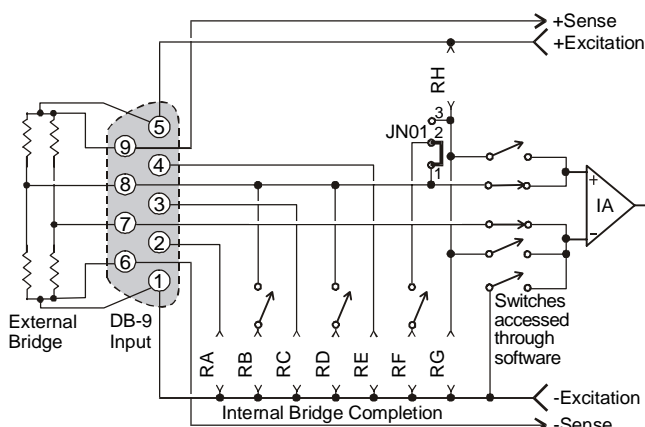 +Sense
+Excitation
RH
JN01
3
2
1
5
9
4
8
3
7
2
6
1
+
IA
-
External
Bridge
DB-9
Input
RA
RB
RC
RD
RE
RF
RG
Switches
accessed
through
software
Internal Bridge Completion
-Excitation
-Sense